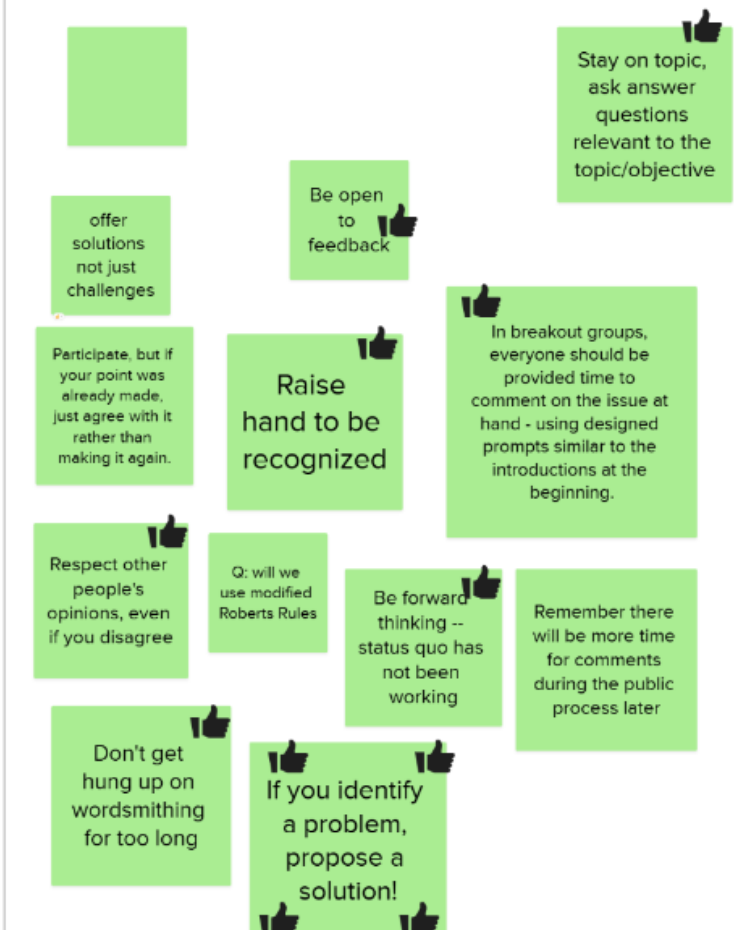 Stay on topic,
ask answer
questions
relevant to the
topic/objective
Be open
to
feedback
offer
solutions
not just
challenges
In breakout groups,
everyone should be
provided time to
comment on the issue at
hand - using designed
prompts similar to the
introductions at the
beginning.
Participate, but if
your point was
already made,
just agree with it
rather than
making it again.
Raise
hand to be
recognized
Respect other
people's
opinions, even
if you disagree
Q: will we
use modified
Roberts Rules
Be forward
thinking --
status quo has
not been
working
Remember there
will be more time
for comments
during the public
process later
Don't get
hung up on
wordsmithing
for too long
If you identify
a problem,
propose a
solution!